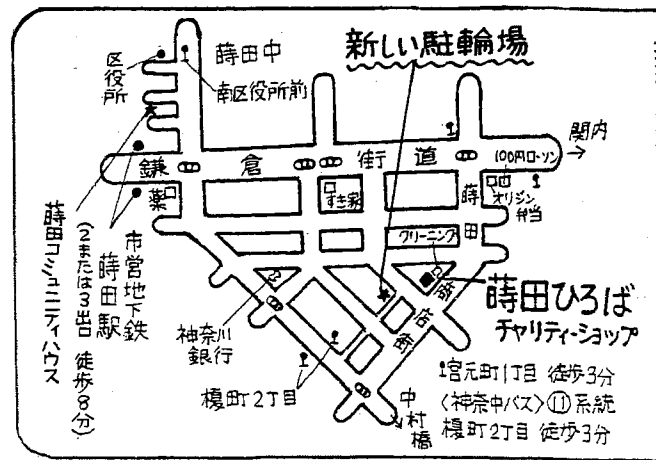 新しい駐輪場
区役所
蒔田中
南区役所前
鎌倉街道
関内
100円ローソン
オリジン
弁当
薬
すき家
蒔田
商店街
クリーニング
蒔田ひろば
チャリティーショップ
蒔田コミュニティハウス
市営地下鉄
蒔田駅
(2または3出口 徒歩8分)
神奈川
銀行
榎町2丁目
中村橋
宮元町1丁目 徒歩3分
〈神奈中バス〉⑪系統
榎町2丁目 徒歩3分